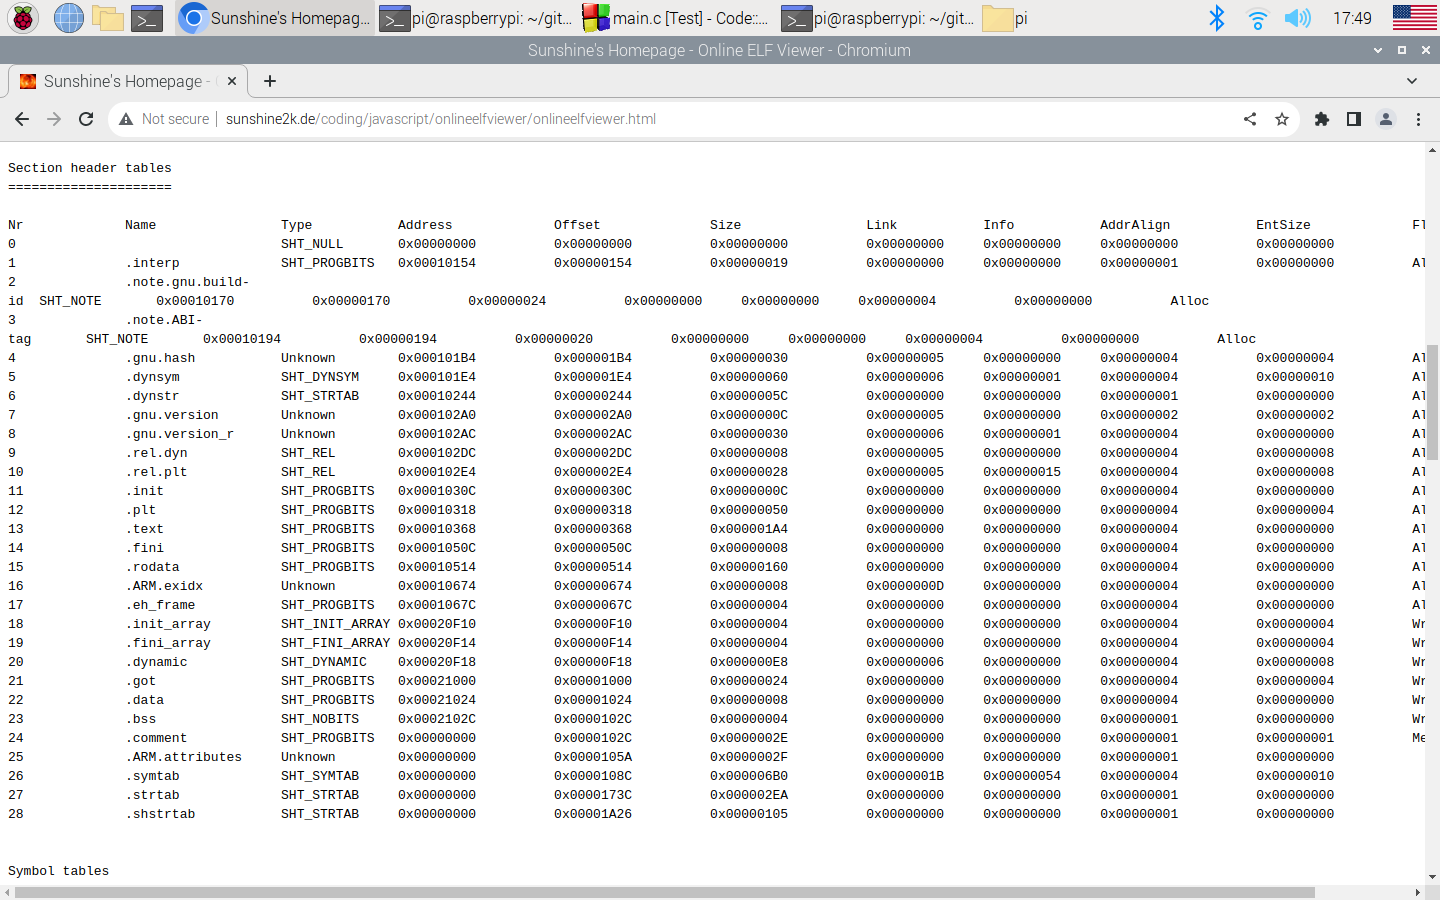 Sunshine's Homepag... pi@raspberrypi: ~/git... main.c [Test] - Code::... pi@raspberrypi: ~/git... pi 17:49
Sunshine's Homepage - Online ELF Viewer - Chromium
Sunshine's Homepage -
Not secure sunshine2k.de/coding/javascript/onlineelfviewer/onlineelfviewer.html
Section header tables
=====================
Nr Name Type Address Offset Size Link Info AddrAlign EntSize Fl
0 SHT_NULL 0x00000000 0x00000000 0x00000000 0x00000000 0x00000000 0x00000000 0x00000000
1 .interp SHT_PROGBITS 0x00010154 0x00000154 0x00000019 0x00000000 0x00000000 0x00000001 0x00000000 Al
2 .note.gnu.build-
id SHT_NOTE 0x00010170 0x00000170 0x00000024 0x00000000 0x00000000 0x00000004 0x00000000 Alloc
3 .note.ABI-
tag SHT_NOTE 0x00010194 0x00000194 0x00000020 0x00000000 0x00000000 0x00000004 0x00000000 Alloc
4 .gnu.hash Unknown 0x000101B4 0x000001B4 0x00000030 0x00000005 0x00000000 0x00000004 0x00000004 Al
5 .dynsym SHT_DYNSYM 0x000101E4 0x000001E4 0x00000060 0x00000006 0x00000001 0x00000004 0x00000010 Al
6 .dynstr SHT_STRTAB 0x00010244 0x00000244 0x0000005C 0x00000000 0x00000000 0x00000001 0x00000000 Al
7 .gnu.version Unknown 0x000102A0 0x000002A0 0x0000000C 0x00000005 0x00000000 0x00000002 0x00000002 Al
8 .gnu.version_r Unknown 0x000102AC 0x000002AC 0x00000030 0x00000006 0x00000001 0x00000004 0x00000000 Al
9 .rel.dyn SHT_REL 0x000102DC 0x000002DC 0x00000008 0x00000005 0x00000000 0x00000004 0x00000008 Al
10 .rel.plt SHT_REL 0x000102E4 0x000002E4 0x00000028 0x00000005 0x00000015 0x00000004 0x00000008 Al
11 .init SHT_PROGBITS 0x0001030C 0x0000030C 0x0000000C 0x00000000 0x00000000 0x00000004 0x00000000 Al
12 .plt SHT_PROGBITS 0x00010318 0x00000318 0x00000050 0x00000000 0x00000000 0x00000004 0x00000004 Al
13 .text SHT_PROGBITS 0x00010368 0x00000368 0x000001A4 0x00000000 0x00000000 0x00000004 0x00000000 Al
14 .fini SHT_PROGBITS 0x0001050C 0x0000050C 0x00000008 0x00000000 0x00000000 0x00000004 0x00000000 Al
15 .rodata SHT_PROGBITS 0x00010514 0x00000514 0x00000160 0x00000000 0x00000000 0x00000004 0x00000000 Al
16 .ARM.exidx Unknown 0x00010674 0x00000674 0x00000008 0x0000000D 0x00000000 0x00000004 0x00000000 Al
17 .eh_frame SHT_PROGBITS 0x0001067C 0x0000067C 0x00000004 0x00000000 0x00000000 0x00000004 0x00000000 Al
18 .init_array SHT_INIT_ARRAY 0x00020F10 0x00000F10 0x00000004 0x00000000 0x00000000 0x00000004 0x00000004 Wr
19 .fini_array SHT_FINI_ARRAY 0x00020F14 0x00000F14 0x00000004 0x00000000 0x00000000 0x00000004 0x00000004 Wr
20 .dynamic SHT_DYNAMIC 0x00020F18 0x00000F18 0x000000E8 0x00000006 0x00000000 0x00000004 0x00000008 Wr
21 .got SHT_PROGBITS 0x00021000 0x00001000 0x00000024 0x00000000 0x00000000 0x00000004 0x00000004 Wr
22 .data SHT_PROGBITS 0x00021024 0x00001024 0x00000008 0x00000000 0x00000000 0x00000004 0x00000000 Wr
23 .bss SHT_NOBITS 0x0002102C 0x0000102C 0x00000004 0x00000000 0x00000000 0x00000001 0x00000000 Wr
24 .comment SHT_PROGBITS 0x00000000 0x0000102C 0x0000002E 0x00000000 0x00000000 0x00000001 0x00000001 Me
25 .ARM.attributes Unknown 0x00000000 0x0000105A 0x0000002F 0x00000000 0x00000000 0x00000001 0x00000000
26 .symtab SHT_SYMTAB 0x00000000 0x0000108C 0x000006B0 0x0000001B 0x00000054 0x00000004 0x00000010
27 .strtab SHT_STRTAB 0x00000000 0x0000173C 0x000002EA 0x00000000 0x00000000 0x00000001 0x00000000
28 .shstrtab SHT_STRTAB 0x00000000 0x00001A26 0x00000105 0x00000000 0x00000000 0x00000001 0x00000000
Symbol tables